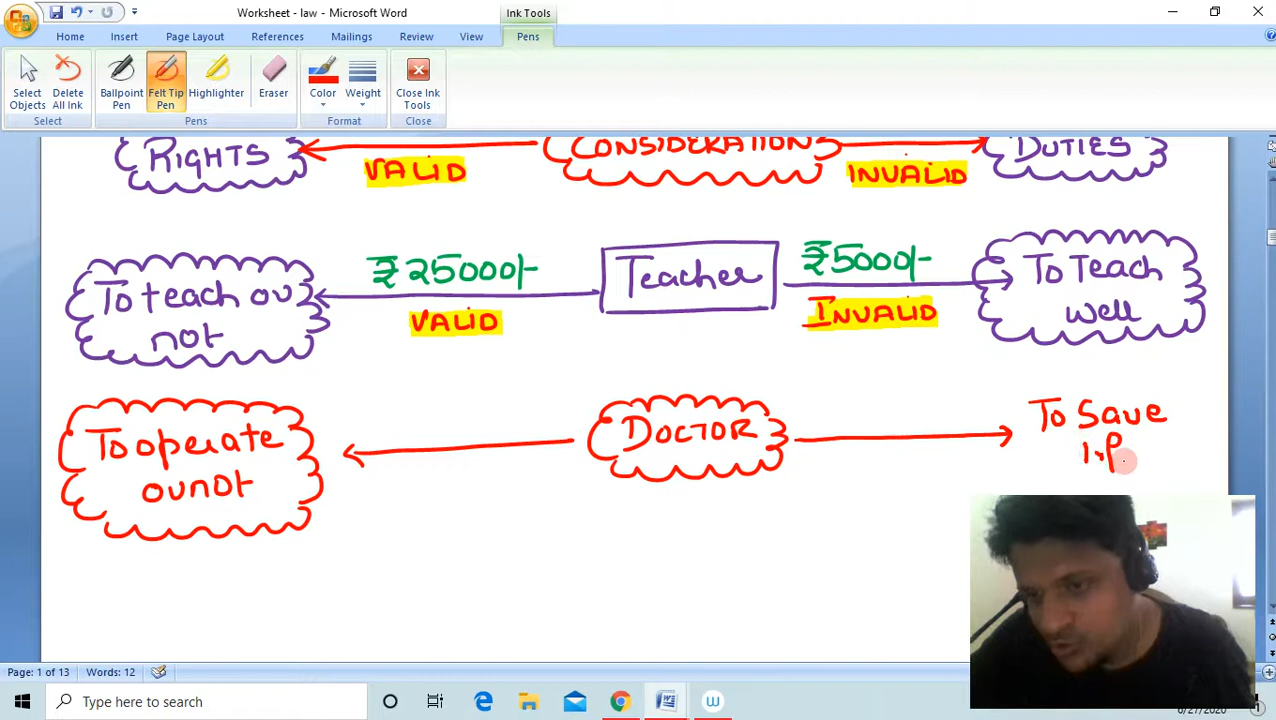 Worksheet - law - Microsoft Word
Ink Tools
Home
Insert
Page Layout
References
Mailings
Review
View
Pens
Select Objects
Delete All Ink
Ballpoint Pen
Felt Tip Pen
Highlighter
Eraser
Color
Weight
Close Ink Tools
Select
Pens
Format
Close
RIGHTS
VALID
CONSIDERATION
INVALID
DUTIES
To teach or
not
₹25000/-
VALID
Teacher
₹5000/-
INVALID
To Teach
well
To operate
or not
DOCTOR
To Save
Page: 1 of 13
Words: 12
Type here to search
6/27/2020